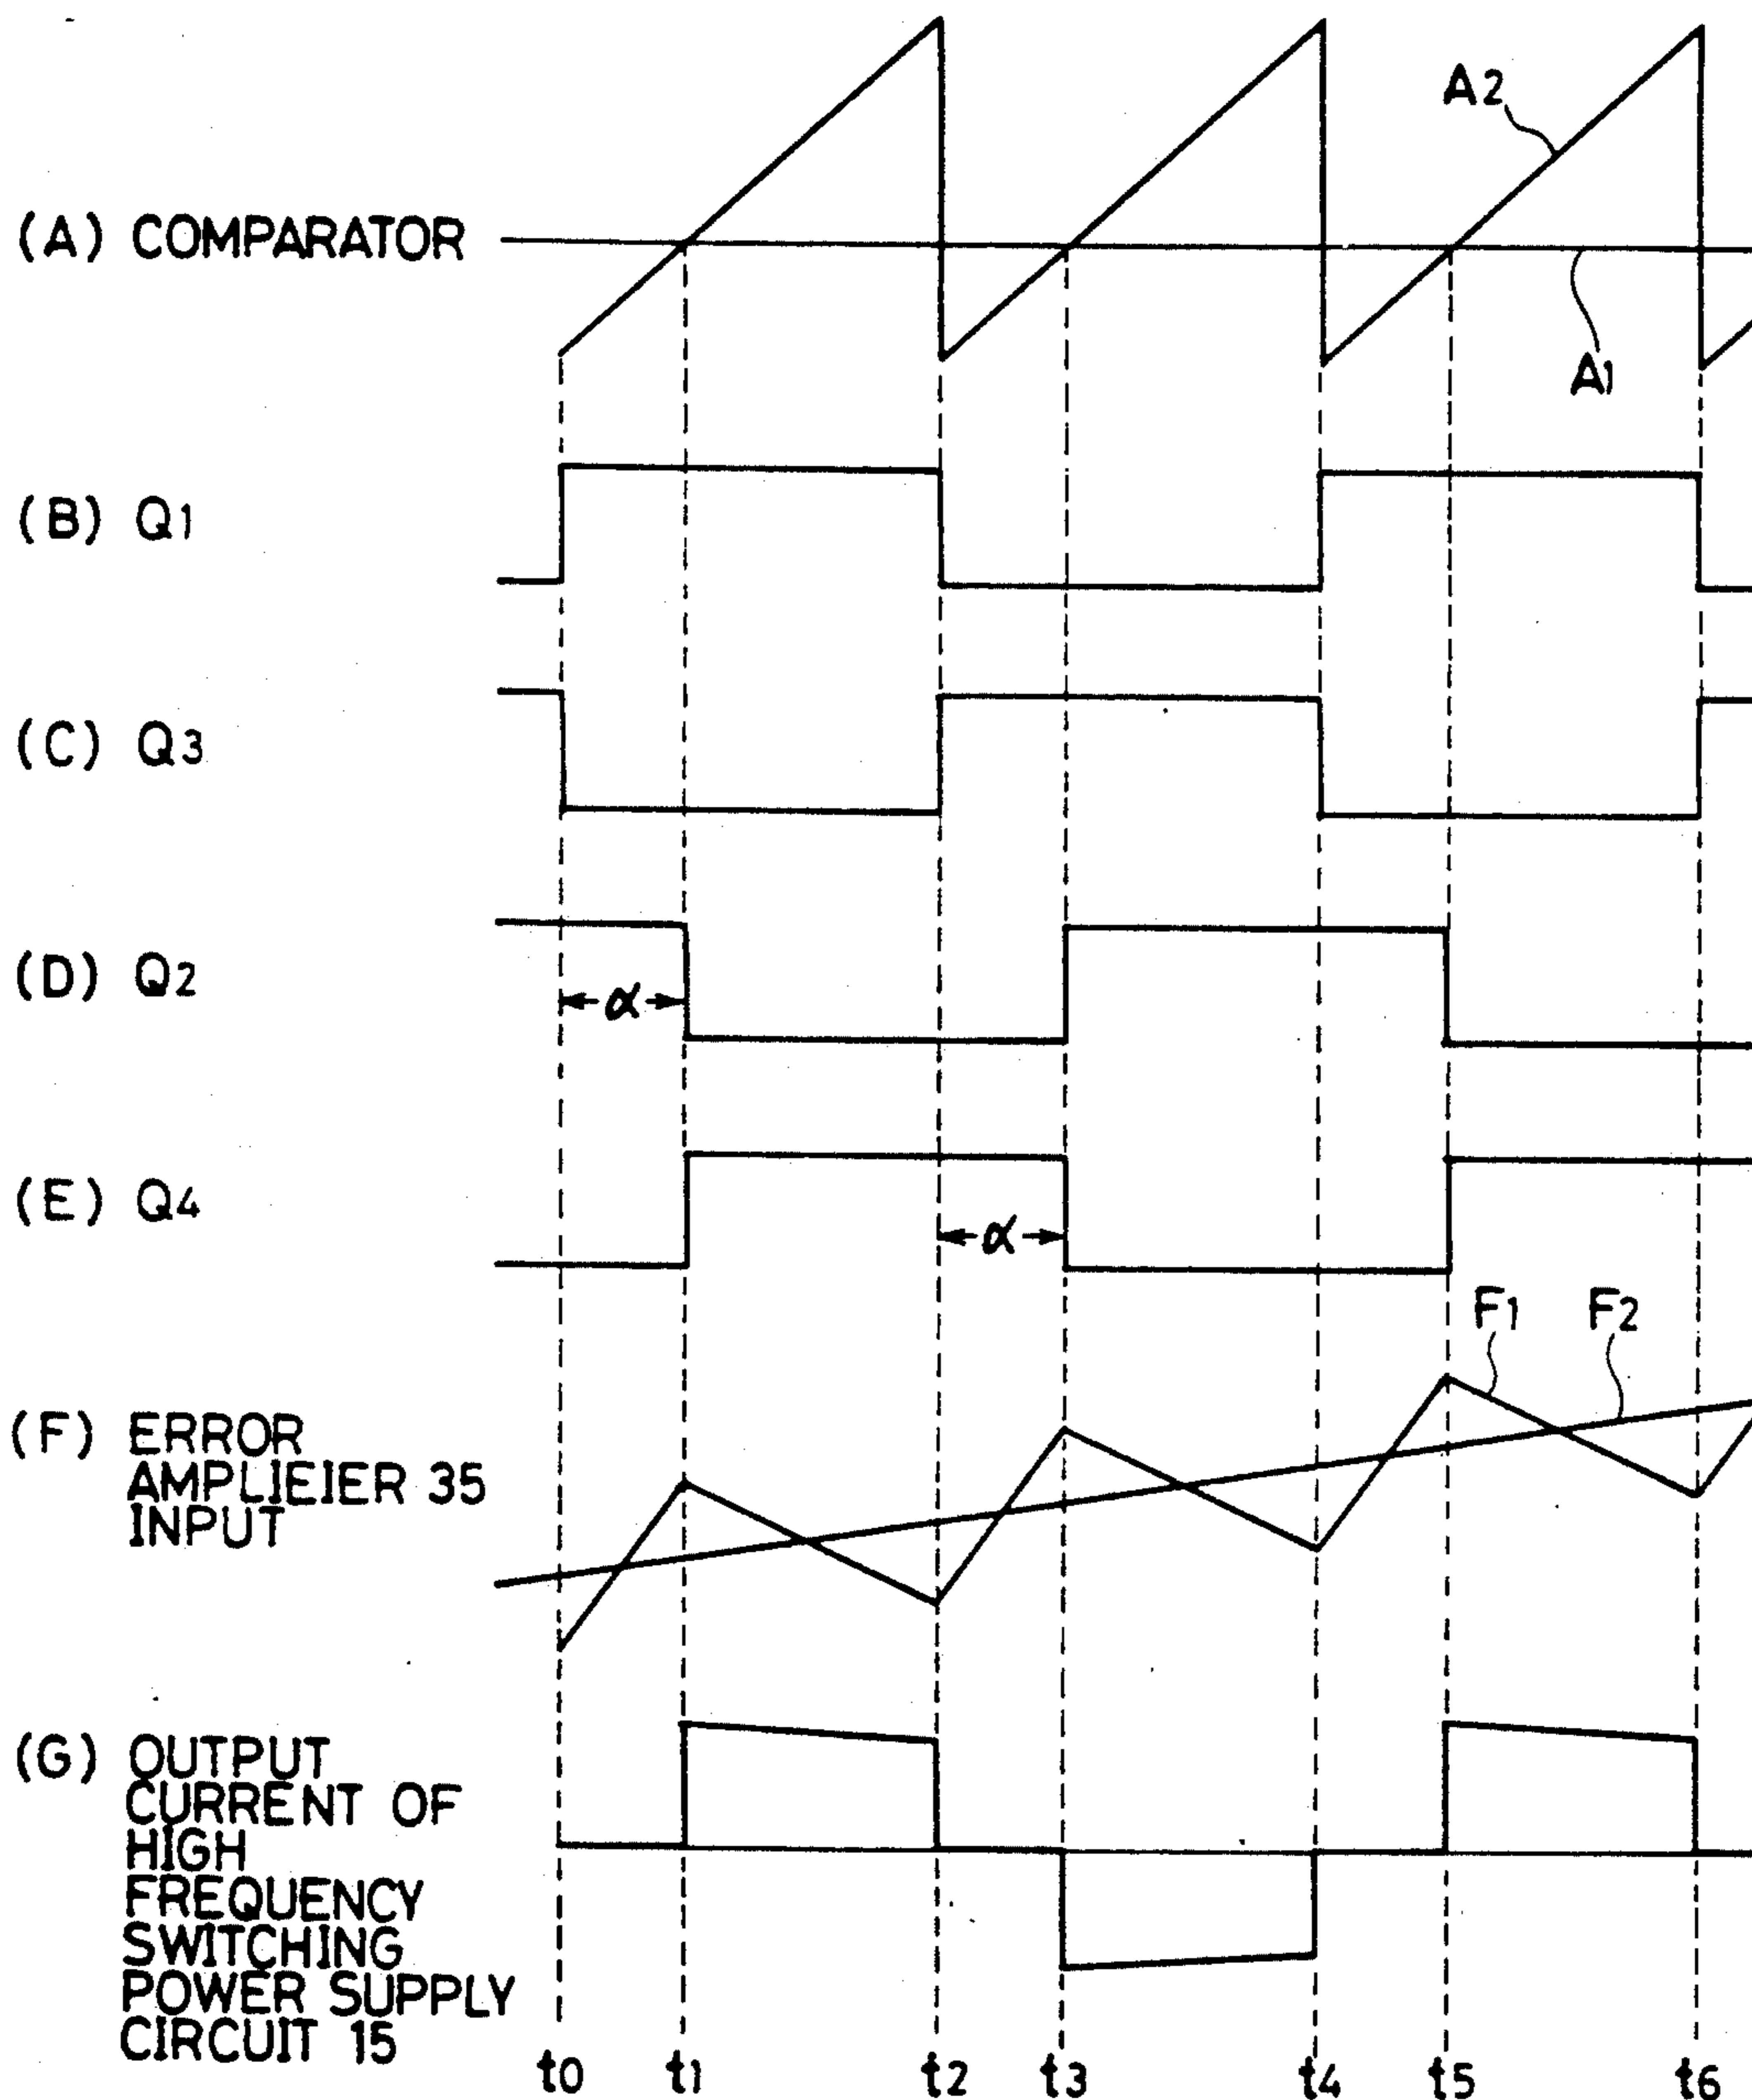 A2
(A) COMPARATOR
A1
(B) Q1
(C) Q3
(D) Q2
α
(E) Q4
α
F1 F2
(F) ERROR
AMPLIEIER 35
INPUT
(G) OUTPUT
CURRENT OF
HIGH
FREQUENCY
SWITCHING
POWER SUPPLY
CIRCUIT 15
t0 t1 t2 t3 t4 t5 t6